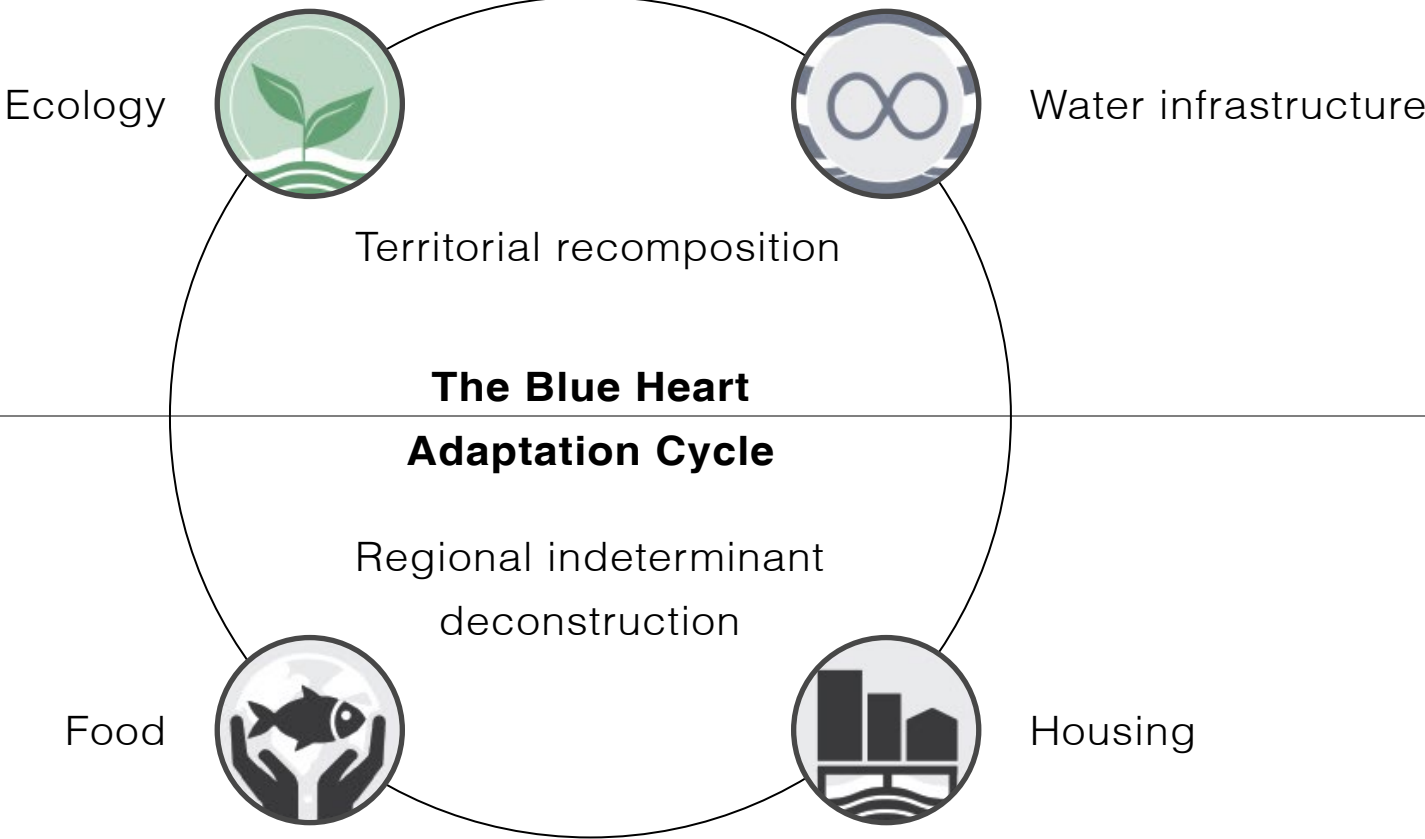 Ecology
Water infrastructure
Territorial recomposition
The Blue Heart
Adaptation Cycle
Regional indeterminant
deconstruction
Food
Housing